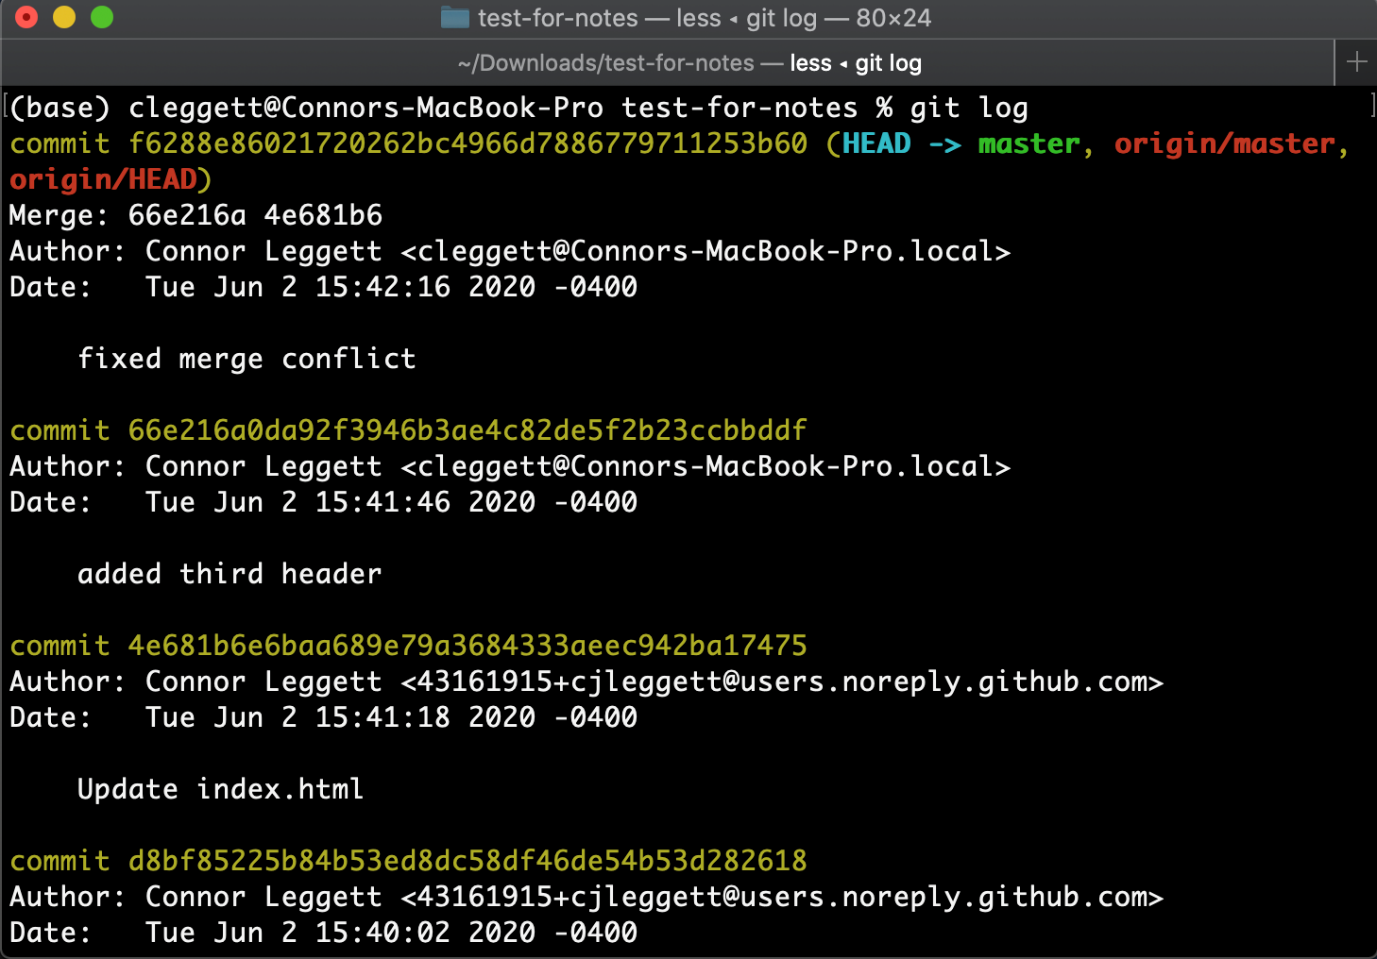 test-for-notes — less ◂ git log — 80×24
~/Downloads/test-for-notes — less ◂ git log
(base) cleggett@Connors-MacBook-Pro test-for-notes % git log
commit f6288e86021720262bc4966d7886779711253b60 (HEAD -> master, origin/master,
origin/HEAD)
Merge: 66e216a 4e681b6
Author: Connor Leggett <cleggett@Connors-MacBook-Pro.local>
Date:   Tue Jun 2 15:42:16 2020 -0400
    fixed merge conflict
commit 66e216a0da92f3946b3ae4c82de5f2b23ccbbddf
Author: Connor Leggett <cleggett@Connors-MacBook-Pro.local>
Date:   Tue Jun 2 15:41:46 2020 -0400
    added third header
commit 4e681b6e6baa689e79a3684333aeec942ba17475
Author: Connor Leggett <43161915+cjleggett@users.noreply.github.com>
Date:   Tue Jun 2 15:41:18 2020 -0400
    Update index.html
commit d8bf85225b84b53ed8dc58df46de54b53d282618
Author: Connor Leggett <43161915+cjleggett@users.noreply.github.com>
Date:   Tue Jun 2 15:40:02 2020 -0400